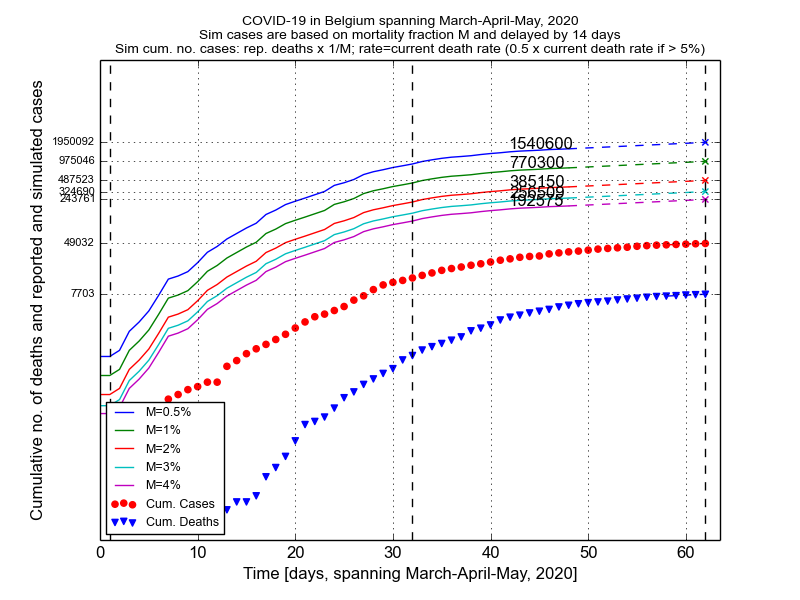 COVID-19 in Belgium spanning March-April-May, 2020
Sim cases are based on mortality fraction M and delayed by 14 days
Sim cum. no. cases: rep. deaths x 1/M; rate=current death rate (0.5 x current death rate if > 5%)
Cumulative no. of deaths and reported and simulated cases
1950092
975046
487523
324690
243761
49032
7703
1540600
770300
385150
192575
M=0.5%
M=1%
M=2%
M=3%
M=4%
Cum. Cases
Cum. Deaths
0 10 20 30 40 50 60
Time [days, spanning March-April-May, 2020]